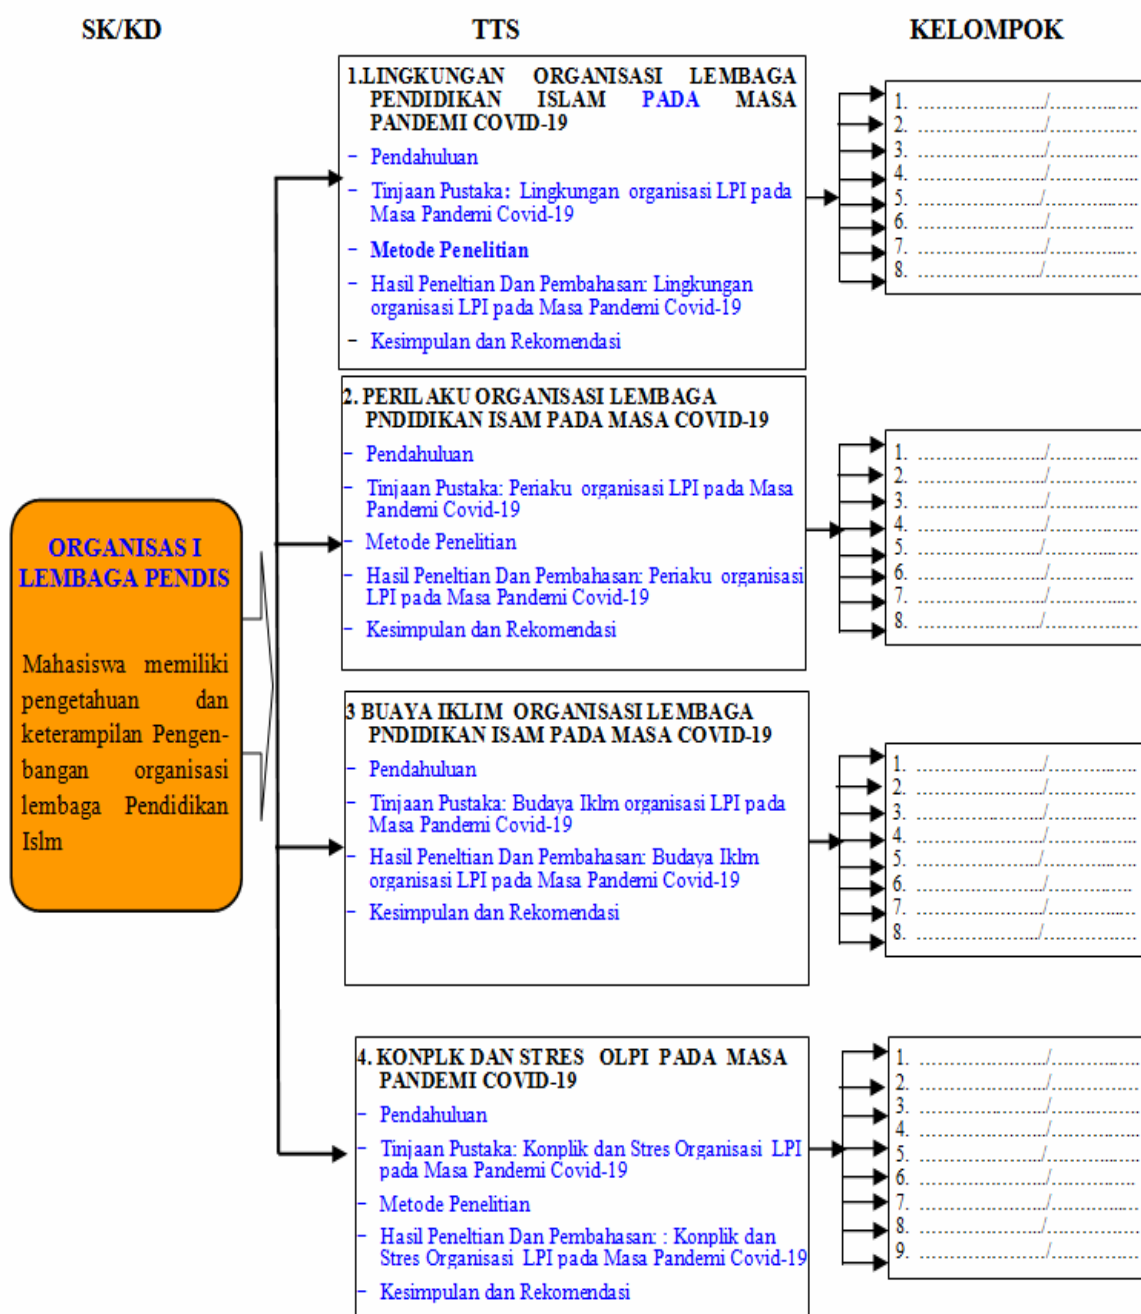 SK/KD
TTS
KELOMPOK
ORGANISAS I
LEMBAGA PENDIS
Mahasiswa memiliki
pengetahuan dan
keterampilan Pengen-
bangan organisasi
lembaga Pendidikan
Islm
1.LINGKUNGAN ORGANISASI LEMBAGA
PENDIDIKAN ISLAM PADA MASA
PANDEMI COVID-19
- Pendahuluan
- Tinjaan Pustaka: Lingkungan organisasi LPI pada
Masa Pandemi Covid-19
- Metode Penelitian
- Hasil Peneltian Dan Pembahasan: Lingkungan
organisasi LPI pada Masa Pandemi Covid-19
- Kesimpulan dan Rekomendasi
1. ......................./.................
2. ......................./.................
3. ......................./.................
4. ......................./.................
5. ......................./.................
6. ......................./.................
7. ......................./.................
8. ......................./.................
2. PERILAKU ORGANISASI LEMBAGA
PNDIDIKAN ISAM PADA MASA COVID-19
- Pendahuluan
- Tinjaan Pustaka: Periaku organisasi LPI pada Masa
Pandemi Covid-19
- Metode Penelitian
- Hasil Peneltian Dan Pembahasan: Periaku organisasi
LPI pada Masa Pandemi Covid-19
- Kesimpulan dan Rekomendasi
1. ......................./.................
2. ......................./.................
3. ......................./.................
4. ......................./.................
5. ......................./.................
6. ......................./.................
7. ......................./.................
8. ......................./.................
3 BUAYA IKLIM ORGANISASI LEMBAGA
PNDIDIKAN ISAM PADA MASA COVID-19
- Pendahuluan
- Tinjaan Pustaka: Budaya Iklm organisasi LPI pada
Masa Pandemi Covid-19
- Hasil Peneltian Dan Pembahasan: Budaya Iklm
organisasi LPI pada Masa Pandemi Covid-19
- Kesimpulan dan Rekomendasi
1. ......................./.................
2. ......................./.................
3. ......................./.................
4. ......................./.................
5. ......................./.................
6. ......................./.................
7. ......................./.................
8. ......................./.................
4. KONPLK DAN STRES OLPI PADA MASA
PANDEMI COVID-19
- Pendahuluan
- Tinjaan Pustaka: Konplik dan Stres Organisasi LPI
pada Masa Pandemi Covid-19
- Metode Penelitian
- Hasil Peneltian Dan Pembahasan: : Konplik dan
Stres Organisasi LPI pada Masa Pandemi Covid-19
- Kesimpulan dan Rekomendasi
1. ......................./.................
2. ......................./.................
3. ......................./.................
4. ......................./.................
5. ......................./.................
6. ......................./.................
7. ......................./.................
8. ......................./.................
9. ......................./.................